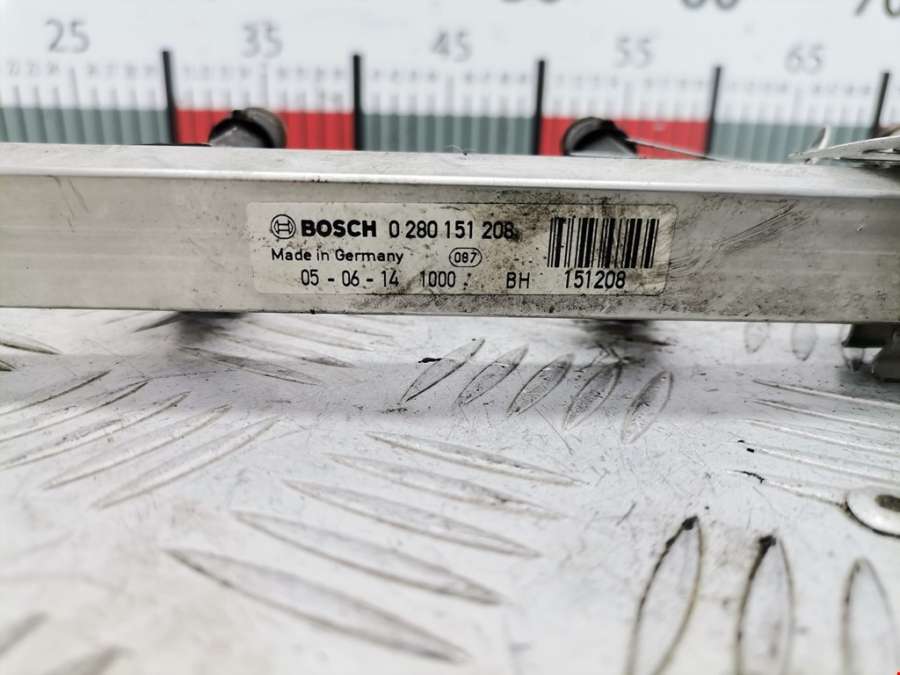 25 35 45 55 65
BOSCH 0 280 151 208
Made in Germany 087
05 - 06 - 14 1000 BH 151208